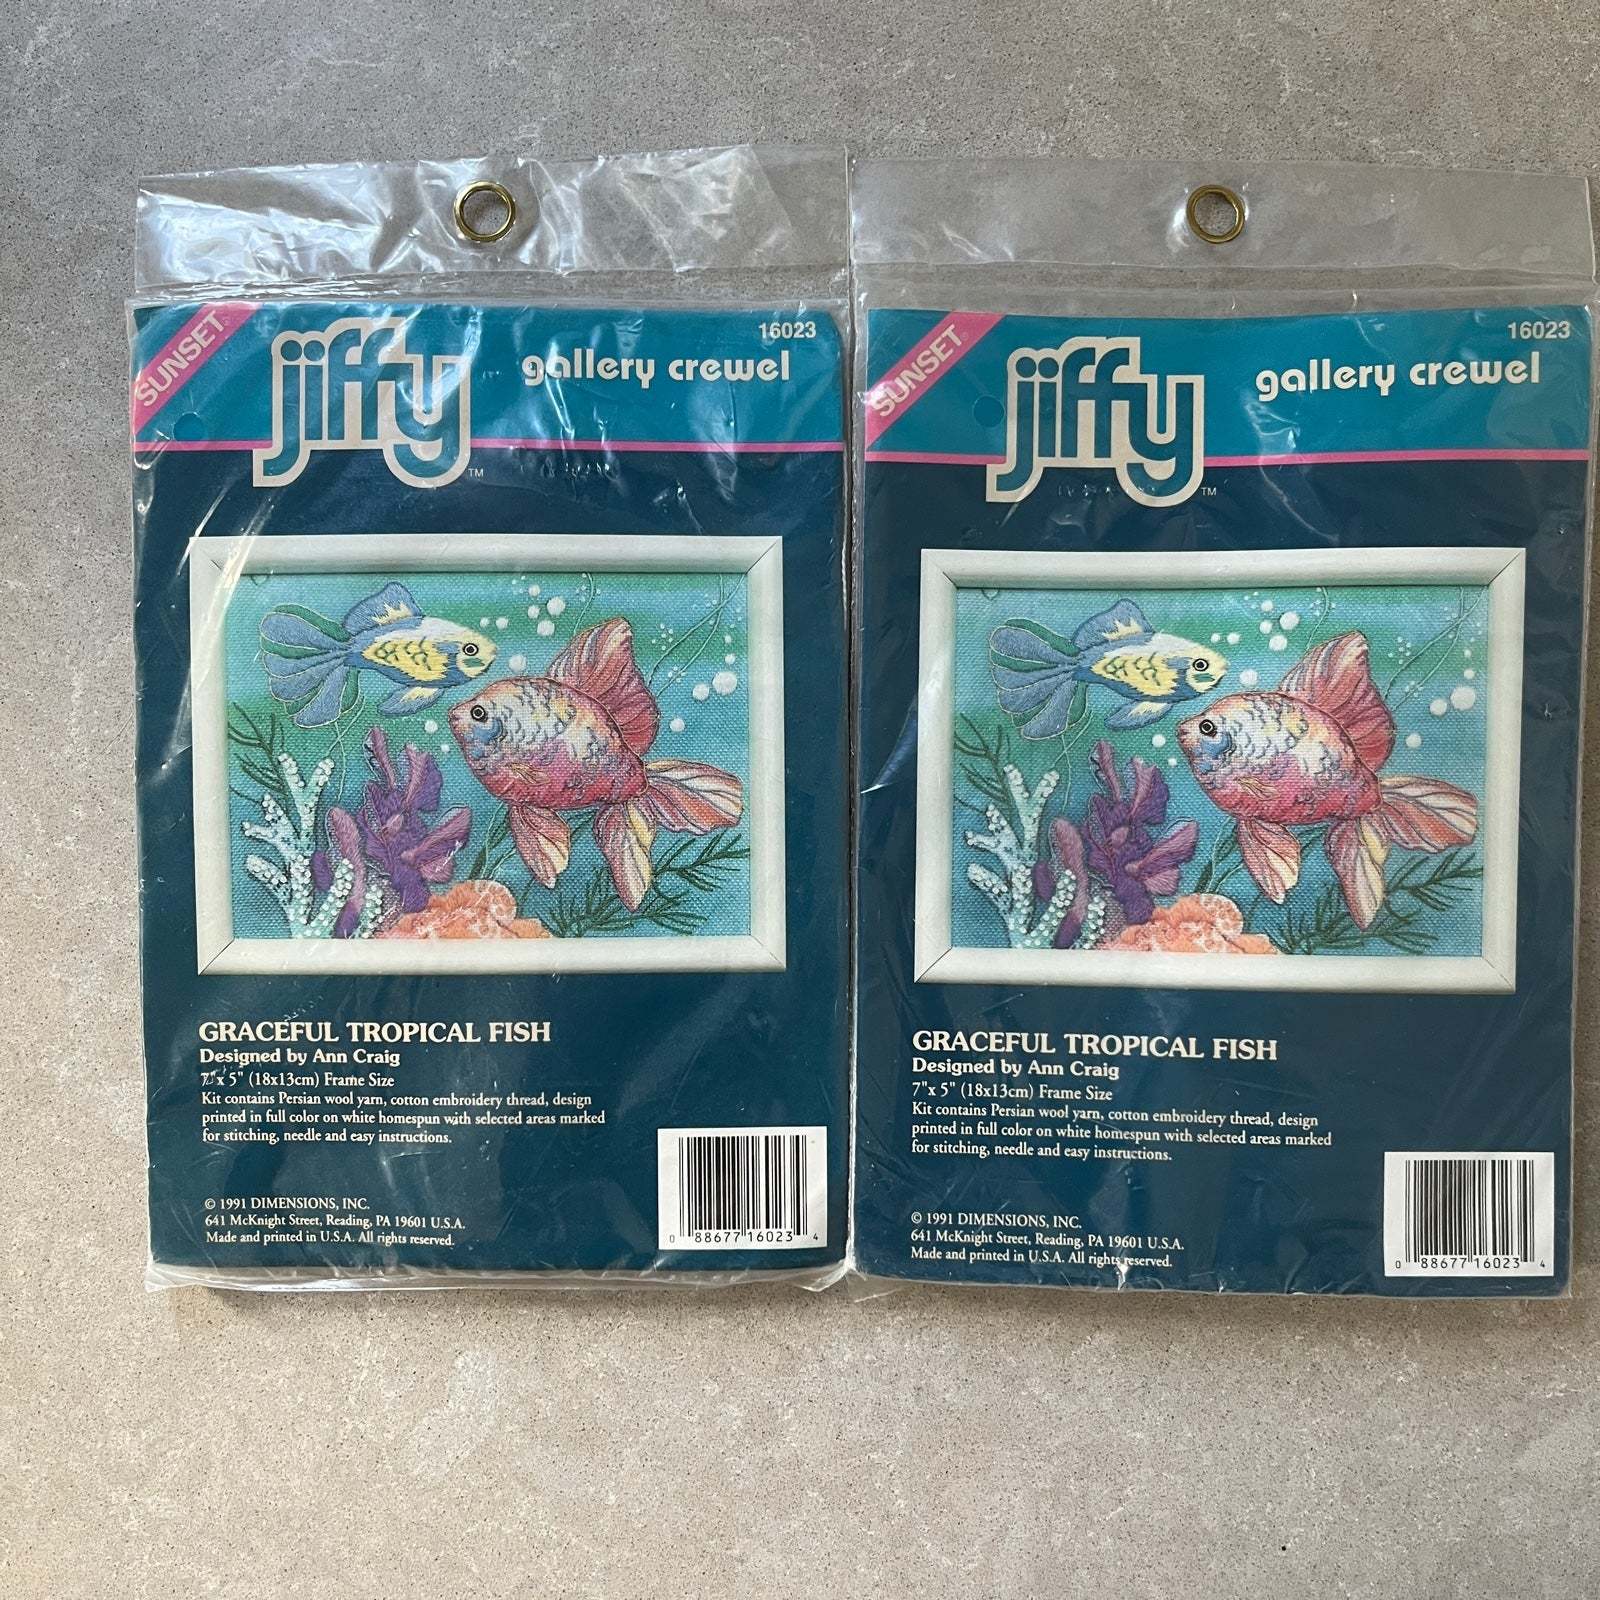 SUNSET®
jiffy™
16023
gallery crewel
GRACEFUL TROPICAL FISH
Designed by Ann Craig
7"x 5" (18x13cm) Frame Size
Kit contains Persian wool yarn, cotton embroidery thread, design
printed in full color on white homespun with selected areas marked
for stitching, needle and easy instructions.
© 1991 DIMENSIONS, INC.
641 McKnight Street, Reading, PA 19601 U.S.A.
Made and printed in U.S.A. All rights reserved.
0 88677 16023 4
SUNSET®
jiffy™
16023
gallery crewel
GRACEFUL TROPICAL FISH
Designed by Ann Craig
7"x 5" (18x13cm) Frame Size
Kit contains Persian wool yarn, cotton embroidery thread, design
printed in full color on white homespun with selected areas marked
for stitching, needle and easy instructions.
© 1991 DIMENSIONS, INC.
641 McKnight Street, Reading, PA 19601 U.S.A.
Made and printed in U.S.A. All rights reserved.
0 88677 16023 4